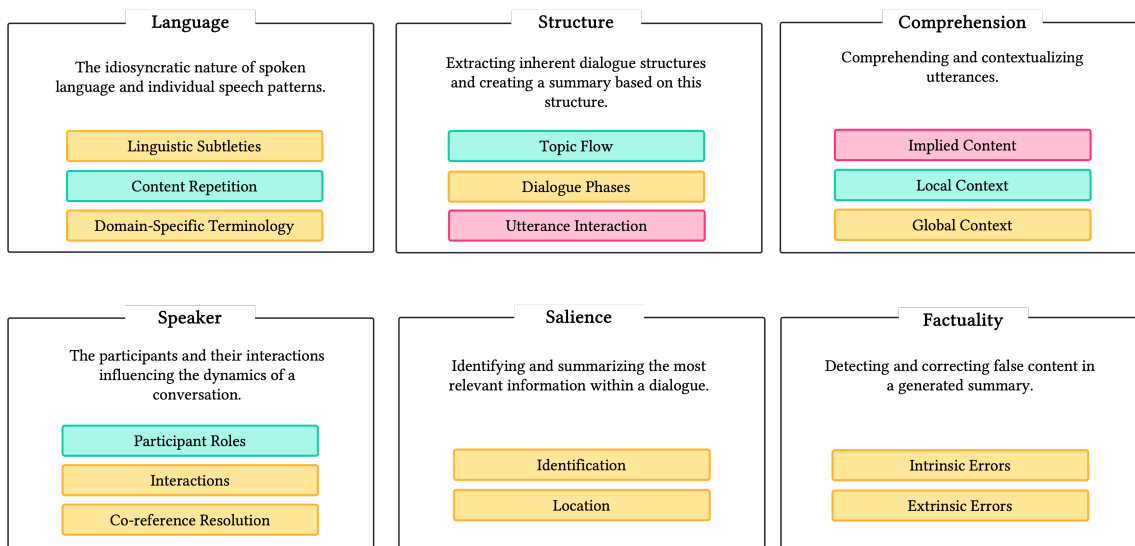 Language
The idiosyncratic nature of spoken
language and individual speech patterns.
Linguistic Subtleties
Content Repetition
Domain-Specific Terminology
Structure
Extracting inherent dialogue structures
and creating a summary based on this
structure.
Topic Flow
Dialogue Phases
Utterance Interaction
Comprehension
Comprehending and contextualizing
utterances.
Implied Content
Local Context
Global Context
Speaker
The participants and their interactions
influencing the dynamics of a
conversation.
Participant Roles
Interactions
Co-reference Resolution
Salience
Identifying and summarizing the most
relevant information within a dialogue.
Identification
Location
Factuality
Detecting and correcting false content in
a generated summary.
Intrinsic Errors
Extrinsic Errors